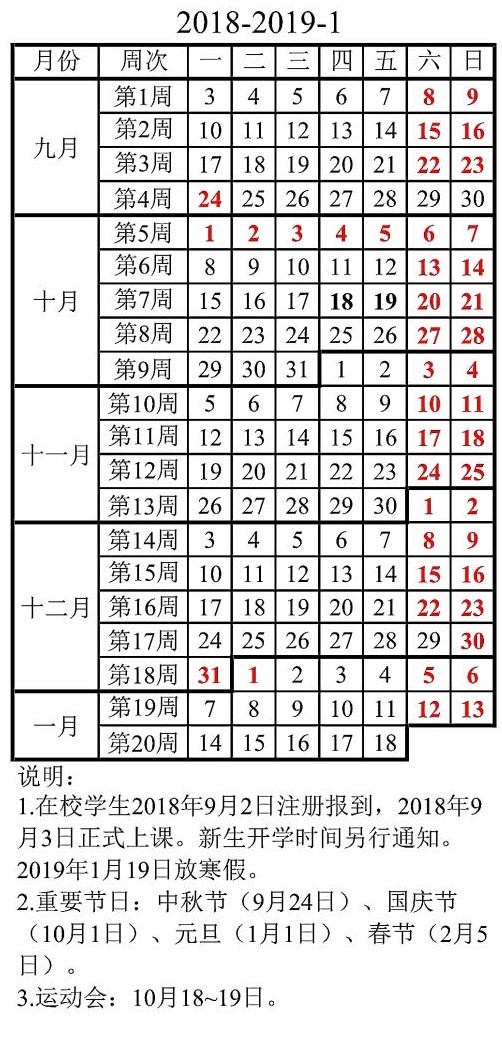 2018-2019-1
月份 周次 一 二 三 四 五 六 日
九月
第1周 3 4 5 6 7 8 9
第2周 10 11 12 13 14 15 16
第3周 17 18 19 20 21 22 23
第4周 24 25 26 27 28 29 30
十月
第5周 1 2 3 4 5 6 7
第6周 8 9 10 11 12 13 14
第7周 15 16 17 18 19 20 21
第8周 22 23 24 25 26 27 28
第9周 29 30 31 1 2 3 4
十一月
第10周 5 6 7 8 9 10 11
第11周 12 13 14 15 16 17 18
第12周 19 20 21 22 23 24 25
第13周 26 27 28 29 30 1 2
十二月
第14周 3 4 5 6 7 8 9
第15周 10 11 12 13 14 15 16
第16周 17 18 19 20 21 22 23
第17周 24 25 26 27 28 29 30
第18周 31 1 2 3 4 5 6
一月
第19周 7 8 9 10 11 12 13
第20周 14 15 16 17 18
说明：
1.在校学生2018年9月2日注册报到，2018年9
月3日正式上课。新生开学时间另行通知。
2019年1月19日放寒假。
2.重要节日：中秋节（9月24日）、国庆节
（10月1日）、元旦（1月1日）、春节（2月5
日）。
3.运动会：10月18~19日。